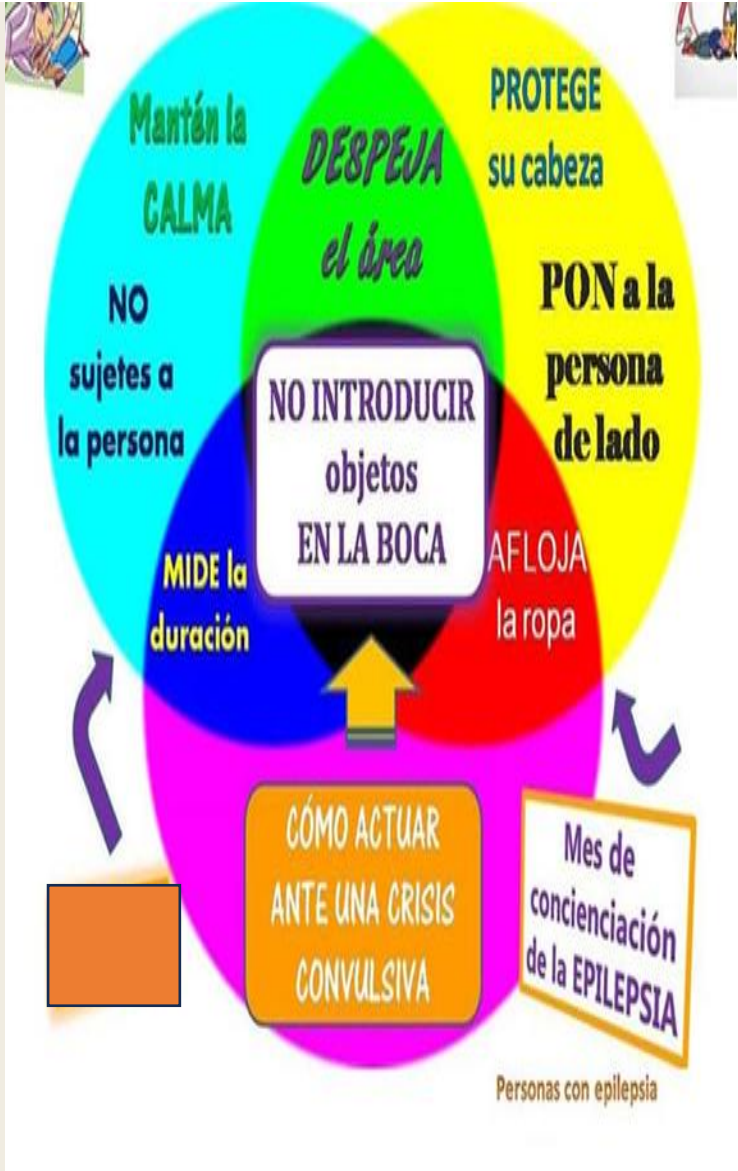 Mantén la
CALMA
DE8PEJA
el área
PROTEGE
su cabeza
NO
sujetes a
la persona
PON a la
persona
de lado
NO INTRODUCIR
objetos
EN LA BOCA
MIDE la
duración
AFLOJA
la ropa
CÓMO ACTUAR
ANTE UNA CRISIS
CONVULSIVA
Mes de
concienciación
de la EPILEPSIA
Personas con epilepsia